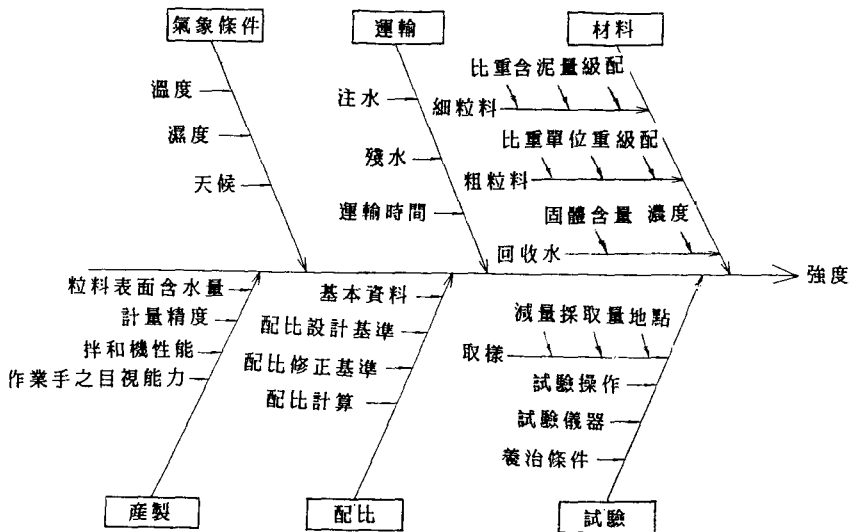 氣象條件
運輸
材料
溫度
濕度
天候
注水
殘水
運輸時間
比重含泥量級配
細粒料
比重單位重級配
粗粒料
固體含量 濃度
回收水
強度
粒料表面含水量
計量精度
拌和機性能
作業手之目視能力
基本資料
配比設計基準
配比修正基準
配比計算
減量採取量地點
取樣
試驗操作
試驗儀器
養治條件
產製
配比
試驗